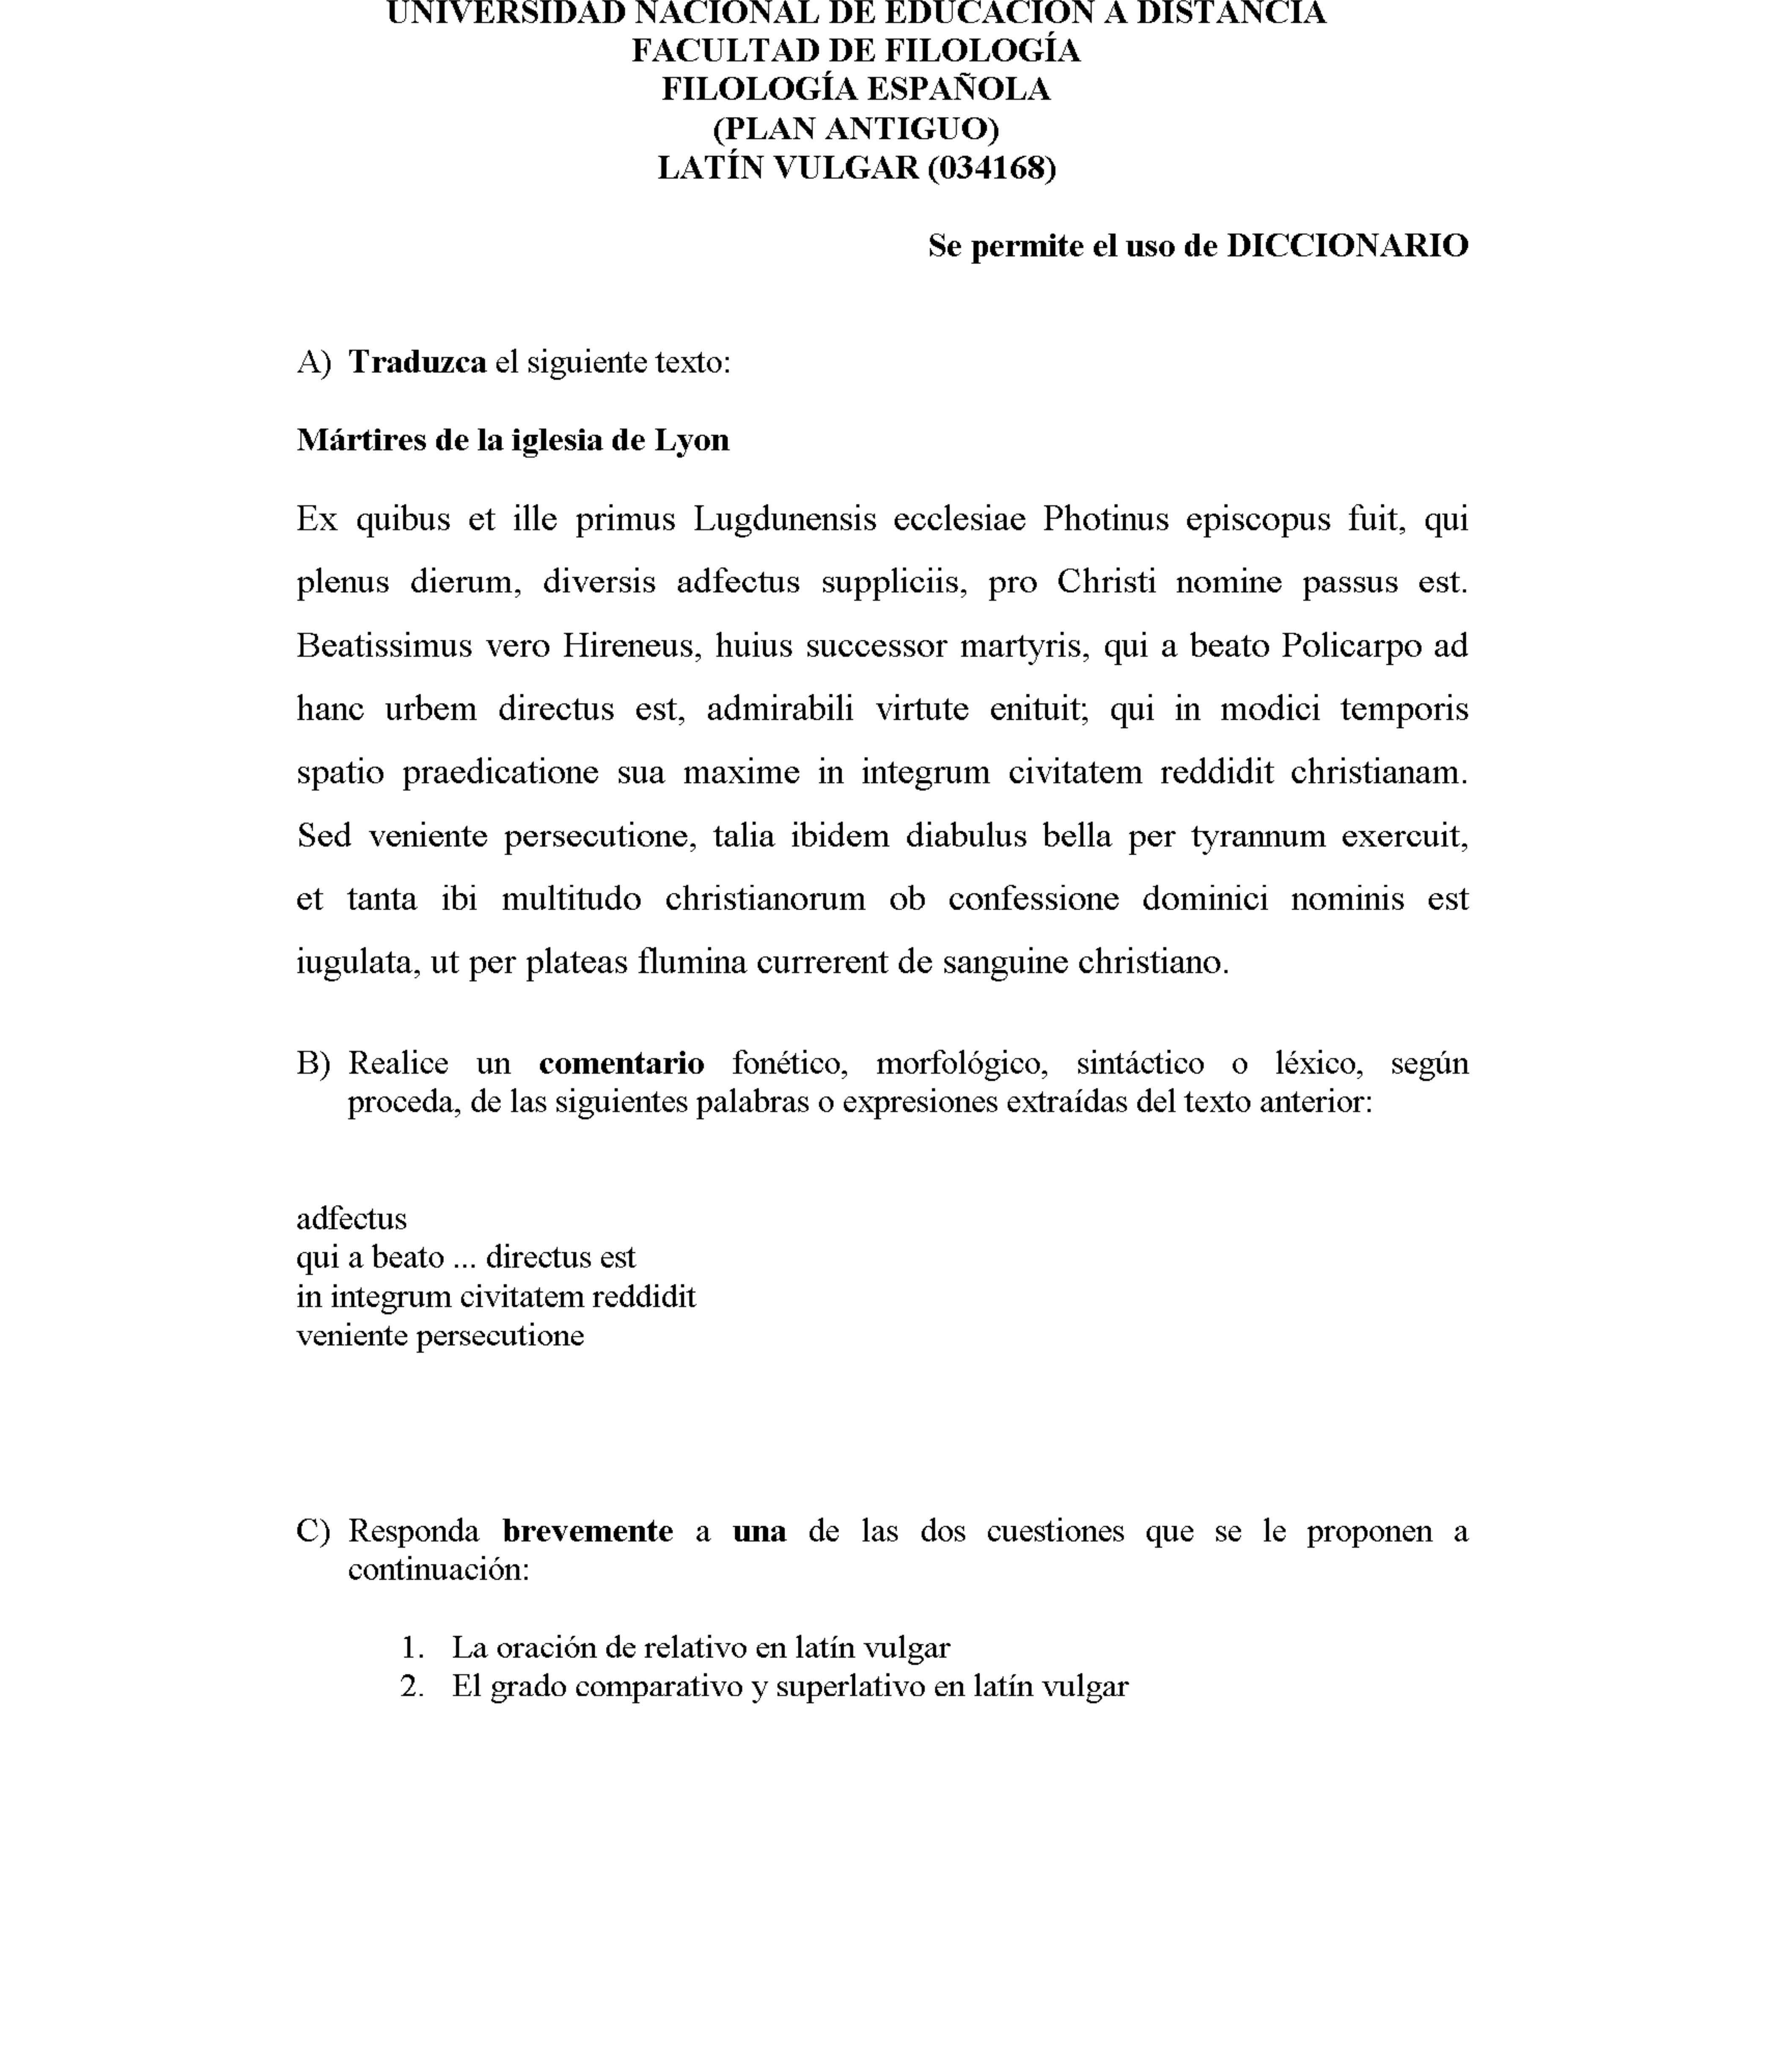 UNIVERSIDAD NACIONAL DE EDUCACIÓN A DISTANCIA
FACULTAD DE FILOLOGÍA
FILOLOGÍA ESPAÑOLA
(PLAN ANTIGUO)
LATÍN VULGAR (034168)
Se permite el uso de DICCIONARIO
A) Traduzca el siguiente texto:
Mártires de la iglesia de Lyon
Ex quibus et ille primus Lugdunensis ecclesiae Photinus episcopus fuit, qui
plenus dierum, diversis adfectus suppliciis, pro Christi nomine passus est.
Beatissimus vero Hireneus, huius successor martyris, qui a beato Policarpo ad
hanc urbem directus est, admirabili virtute enituit; qui in modici temporis
spatio praedicatione sua maxime in integrum civitatem reddidit christianam.
Sed veniente persecutione, talia ibidem diabulus bella per tyrannum exercuit,
et tanta ibi multitudo christianorum ob confessione dominici nominis est
iugulata, ut per plateas flumina currerent de sanguine christiano.
B) Realice un comentario fonético, morfológico, sintáctico o léxico, según
proceda, de las siguientes palabras o expresiones extraídas del texto anterior:
adfectus
qui a beato ... directus est
in integrum civitatem reddidit
veniente persecutione
C) Responda brevemente a una de las dos cuestiones que se le proponen a
continuación:
1. La oración de relativo en latín vulgar
2. El grado comparativo y superlativo en latín vulgar